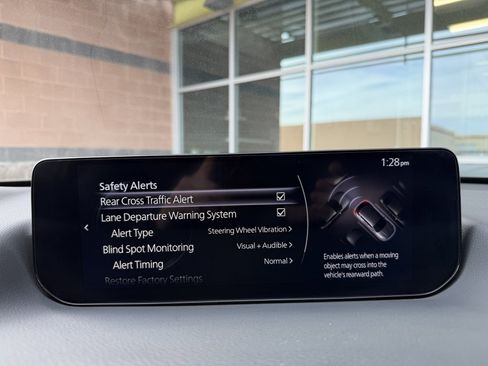 1:28pm
Safety Alerts
Rear Cross Traffic Alert
Lane Departure Warning System
Alert Type Steering Wheel Vibration
Blind Spot Monitoring Visual + Audible
Alert Timing Normal
Restore Factory Settings
Enables alerts when a moving
object may cross into the
vehicle's rearward path.